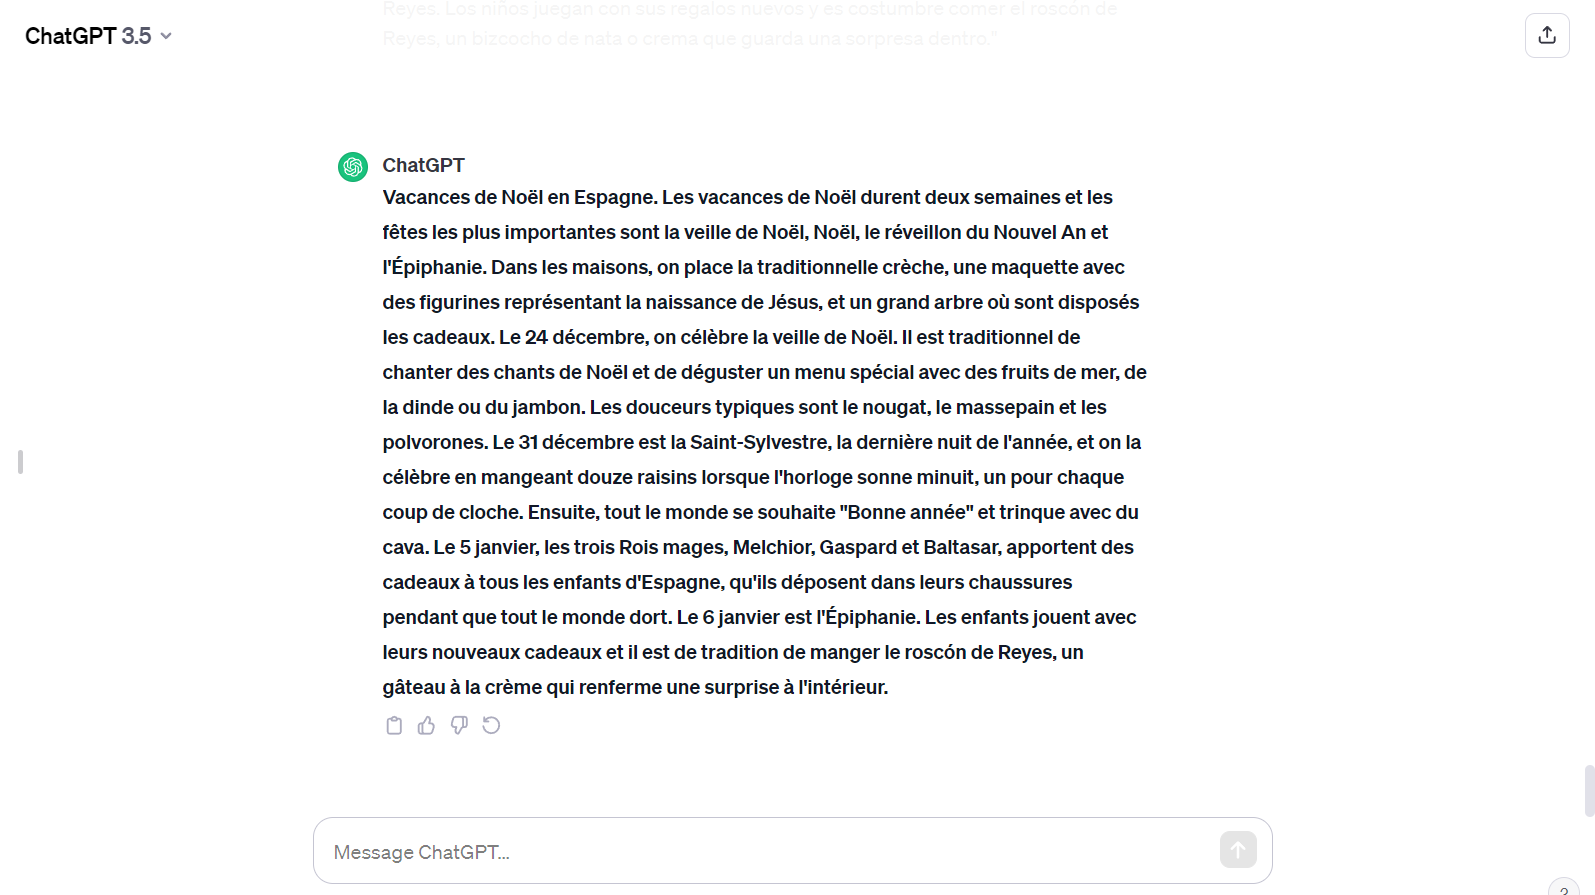 Reyes. Los niños juegan con sus regalos nuevos y es costumbre comer el roscón de
ChatGPT 3.5
Reyes, un bizcocho de nata o crema que guarda una sorpresa dentro."
ChatGPT
Vacances de Noël en Espagne. Les vacances de Noël durent deux semaines et les
fêtes les plus importantes sont la veille de Noël, Noël, le réveillon du Nouvel An et
l'Épiphanie. Dans les maisons, on place la traditionnelle crèche, une maquette avec
des figurines représentant la naissance de Jésus, et un grand arbre où sont disposés
les cadeaux. Le 24 décembre, on célèbre la veille de Noël. Il est traditionnel de
chanter des chants de Noël et de déguster un menu spécial avec des fruits de mer, de
la dinde ou du jambon. Les douceurs typiques sont le nougat, le massepain et les
polvorones. Le 31 décembre est la Saint-Sylvestre, la dernière nuit de l'année, et on la
célèbre en mangeant douze raisins lorsque l'horloge sonne minuit, un pour chaque
coup de cloche. Ensuite, tout le monde se souhaite "Bonne année" et trinque avec du
cava. Le 5 janvier, les trois Rois mages, Melchior, Gaspard et Baltasar, apportent des
cadeaux à tous les enfants d'Espagne, qu'ils déposent dans leurs chaussures
pendant que tout le monde dort. Le 6 janvier est l'Épiphanie. Les enfants jouent avec
leurs nouveaux cadeaux et il est de tradition de manger le roscón de Reyes, un
gâteau à la crème qui renferme une surprise à l'intérieur.
Message ChatGPT...
?